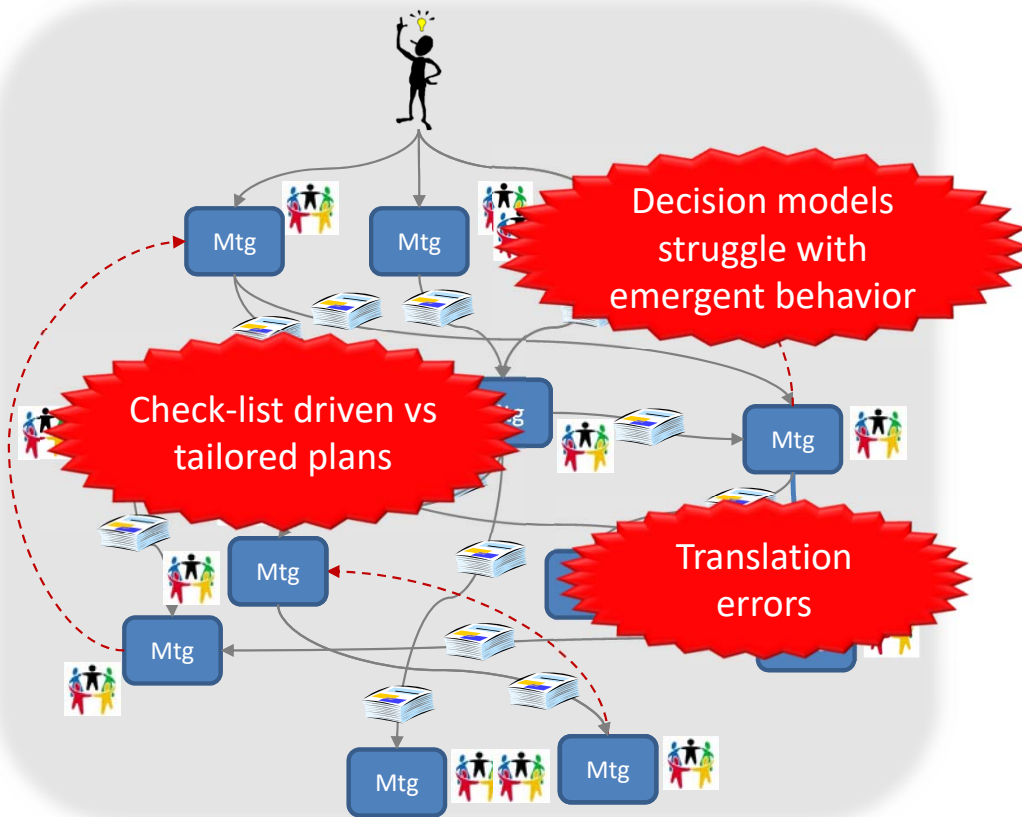 Mtg
Mtg
Decision models
struggle with
emergent behavior
Check-list driven vs
tailored plans
Mtg
Mtg
Translation
errors
Mtg
Mtg
Mtg